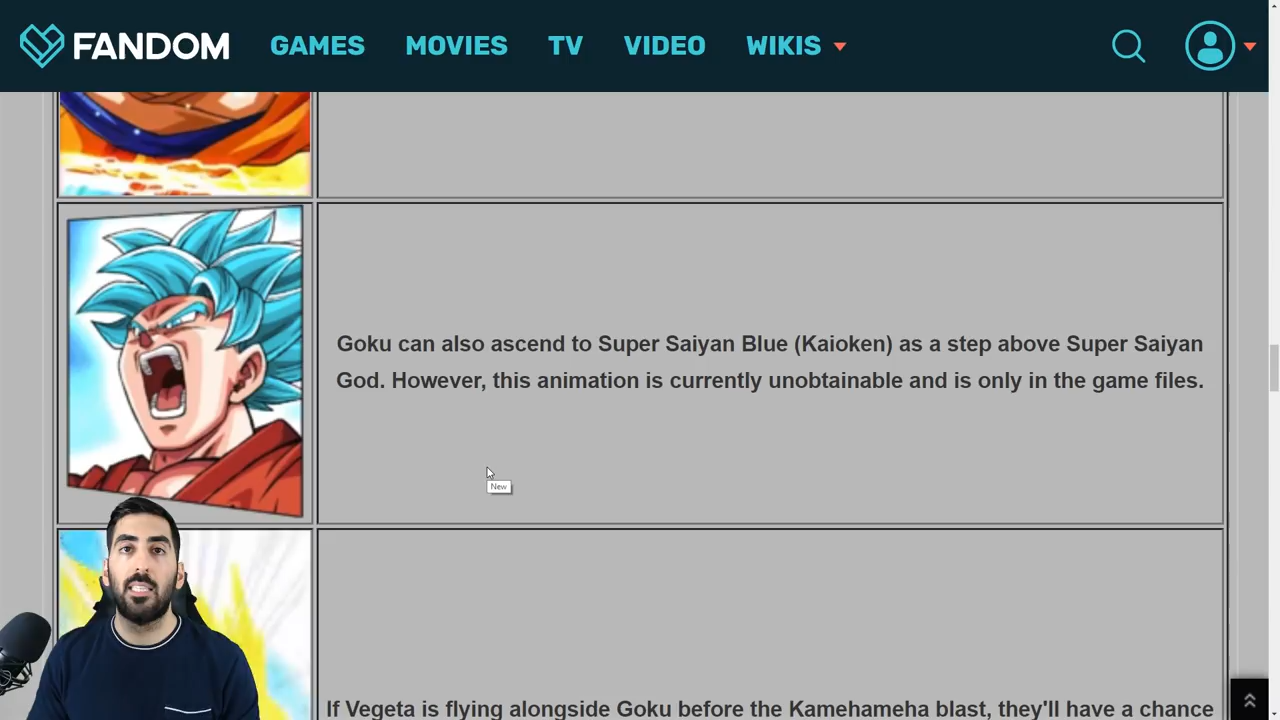 FANDOM GAMES MOVIES TV VIDEO WIKIS
Goku can also ascend to Super Saiyan Blue (Kaioken) as a step above Super Saiyan
God. However, this animation is currently unobtainable and is only in the game files.
New
If Vegeta is flying alongside Goku before the Kamehameha blast, they'll have a chance